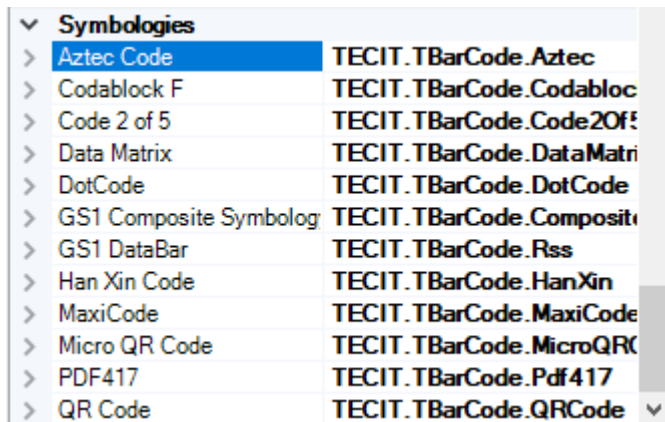 Symbologies
Aztec Code TECIT.TBarCode.Aztec
Codablock F TECIT.TBarCode.Codabloc
Code 2 of 5 TECIT.TBarCode.Code2Of5
Data Matrix TECIT.TBarCode.DataMatri
DotCode TECIT.TBarCode.DotCode
GS1 Composite Symbolog TECIT.TBarCode.Composite
GS1 DataBar TECIT.TBarCode.Rss
Han Xin Code TECIT.TBarCode.HanXin
MaxiCode TECIT.TBarCode.MaxiCode
Micro QR Code TECIT.TBarCode.MicroQR
PDF417 TECIT.TBarCode.Pdf417
QR Code TECIT.TBarCode.QRCode